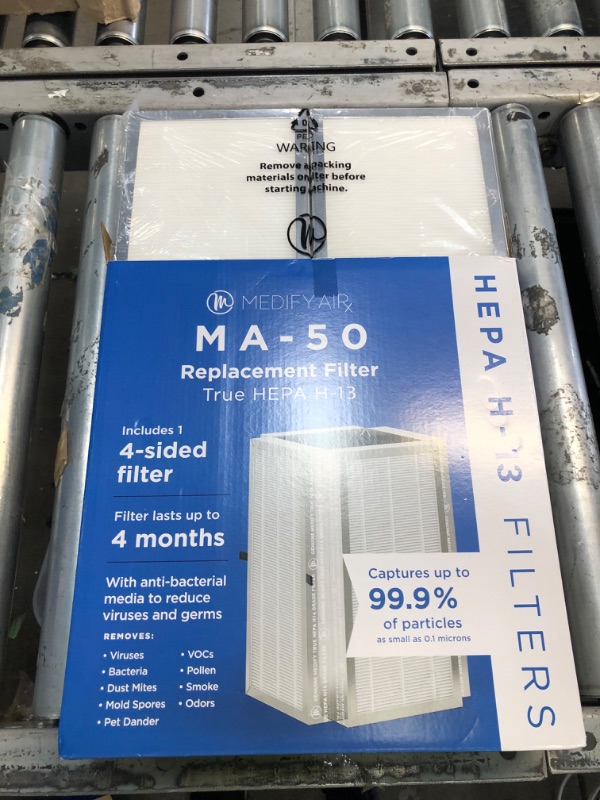 WAR ING
Remove packing
materials on filter before
starting machine.
MEDIFY AIRx
MA-50
Replacement Filter
True HEPA H-13
Includes 1
4-sided
filter
Filter lasts up to
4 months
With anti-bacterial
media to reduce
viruses and germs
REMOVES:
• Viruses
• Bacteria
• Dust Mites
• Mold Spores
• Pet Dander
• VOCs
• Pollen
• Smoke
• Odors
Captures up to
99.9%
of particles
as small as 0.1 microns
HEPA H-13 FILTERS